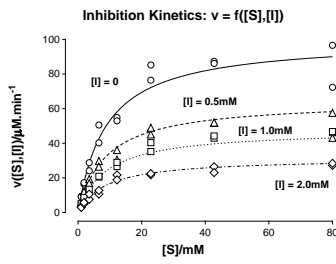 Inhibition Kinetics: v = f([S],[I])
100
80
60
40
20
0
v([S],[I])/μM.min-1
[I] = 0
[I] = 0.5mM
[I] = 1.0mM
[I] = 2.0mM
0
20
40
60
80
[S]/mM